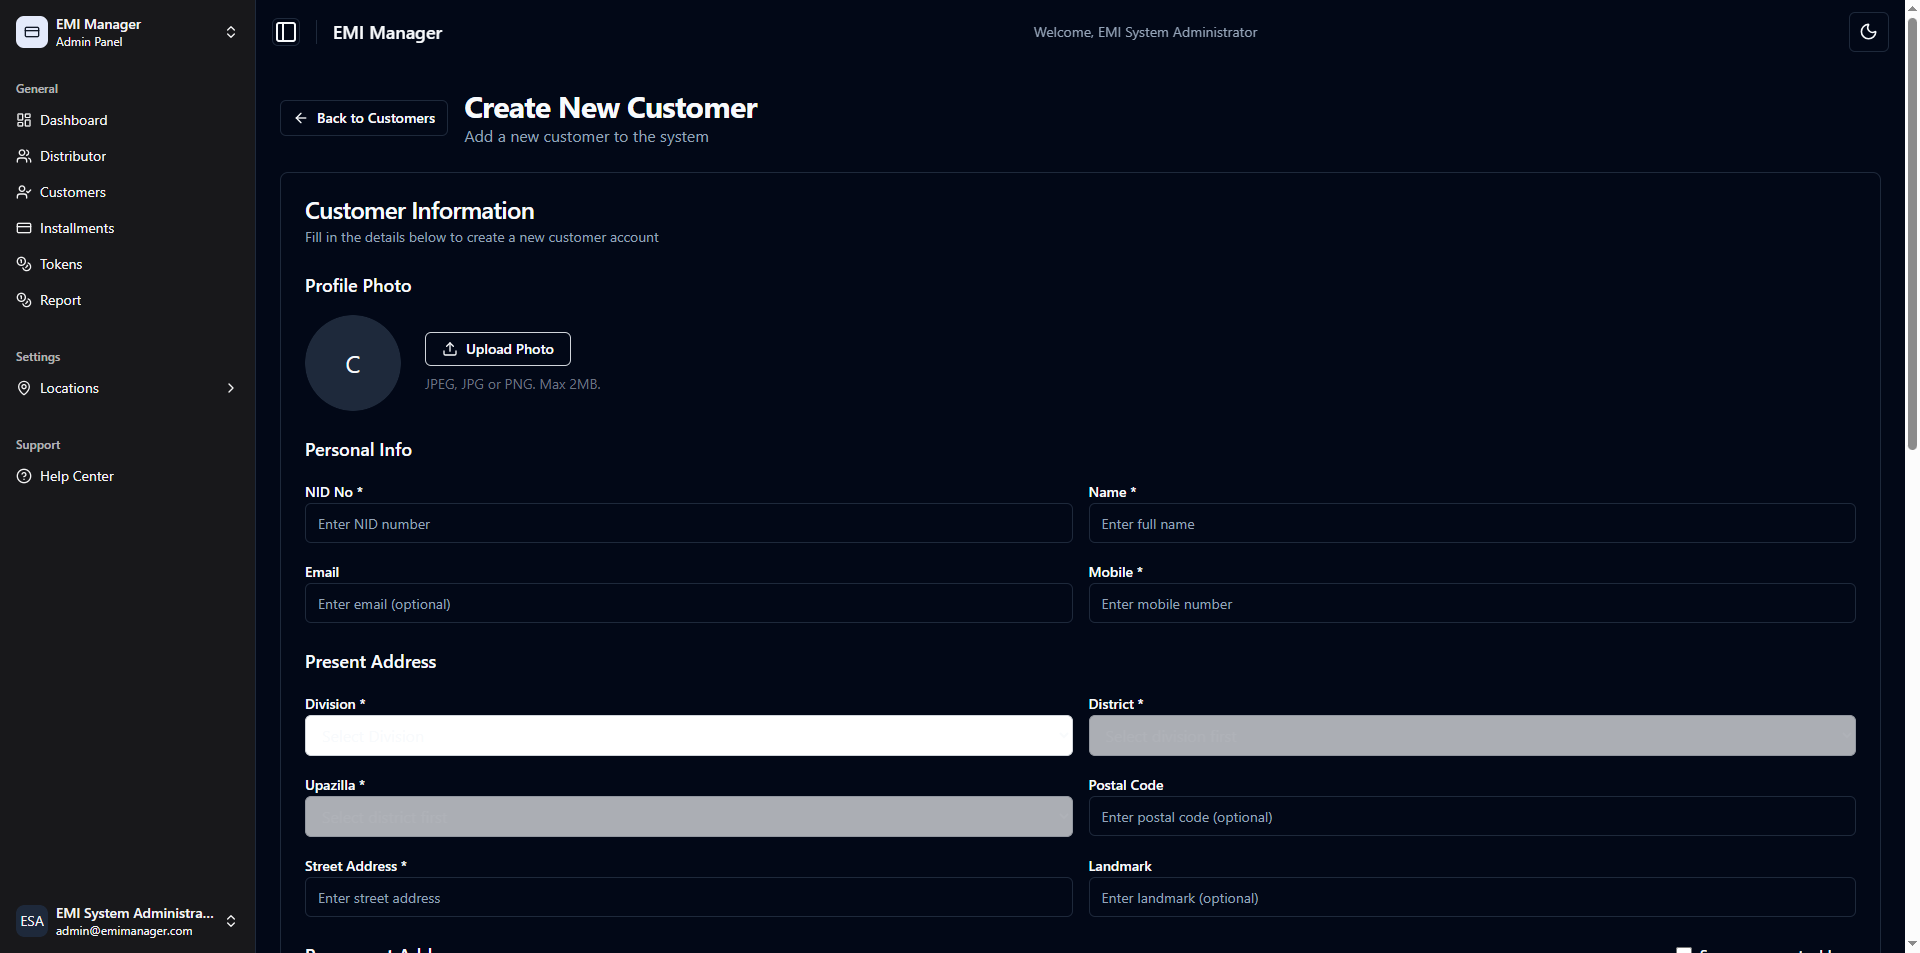 EMI Manager
Admin Panel
General
Dashboard
Distributor
Customers
Installments
Tokens
Report
Settings
Locations
Support
Help Center
ESA
EMI System Administra...
admin@emimanager.com
EMI Manager
Welcome, EMI System Administrator
Back to Customers
Create New Customer
Add a new customer to the system
Customer Information
Fill in the details below to create a new customer account
Profile Photo
C
Upload Photo
JPEG, JPG or PNG. Max 2MB.
Personal Info
NID No *
Enter NID number
Name *
Enter full name
Email
Enter email (optional)
Mobile *
Enter mobile number
Present Address
Division *
Select Division
District *
Select division first
Upazilla *
Select district first
Postal Code
Enter postal code (optional)
Street Address *
Enter street address
Landmark
Enter landmark (optional)